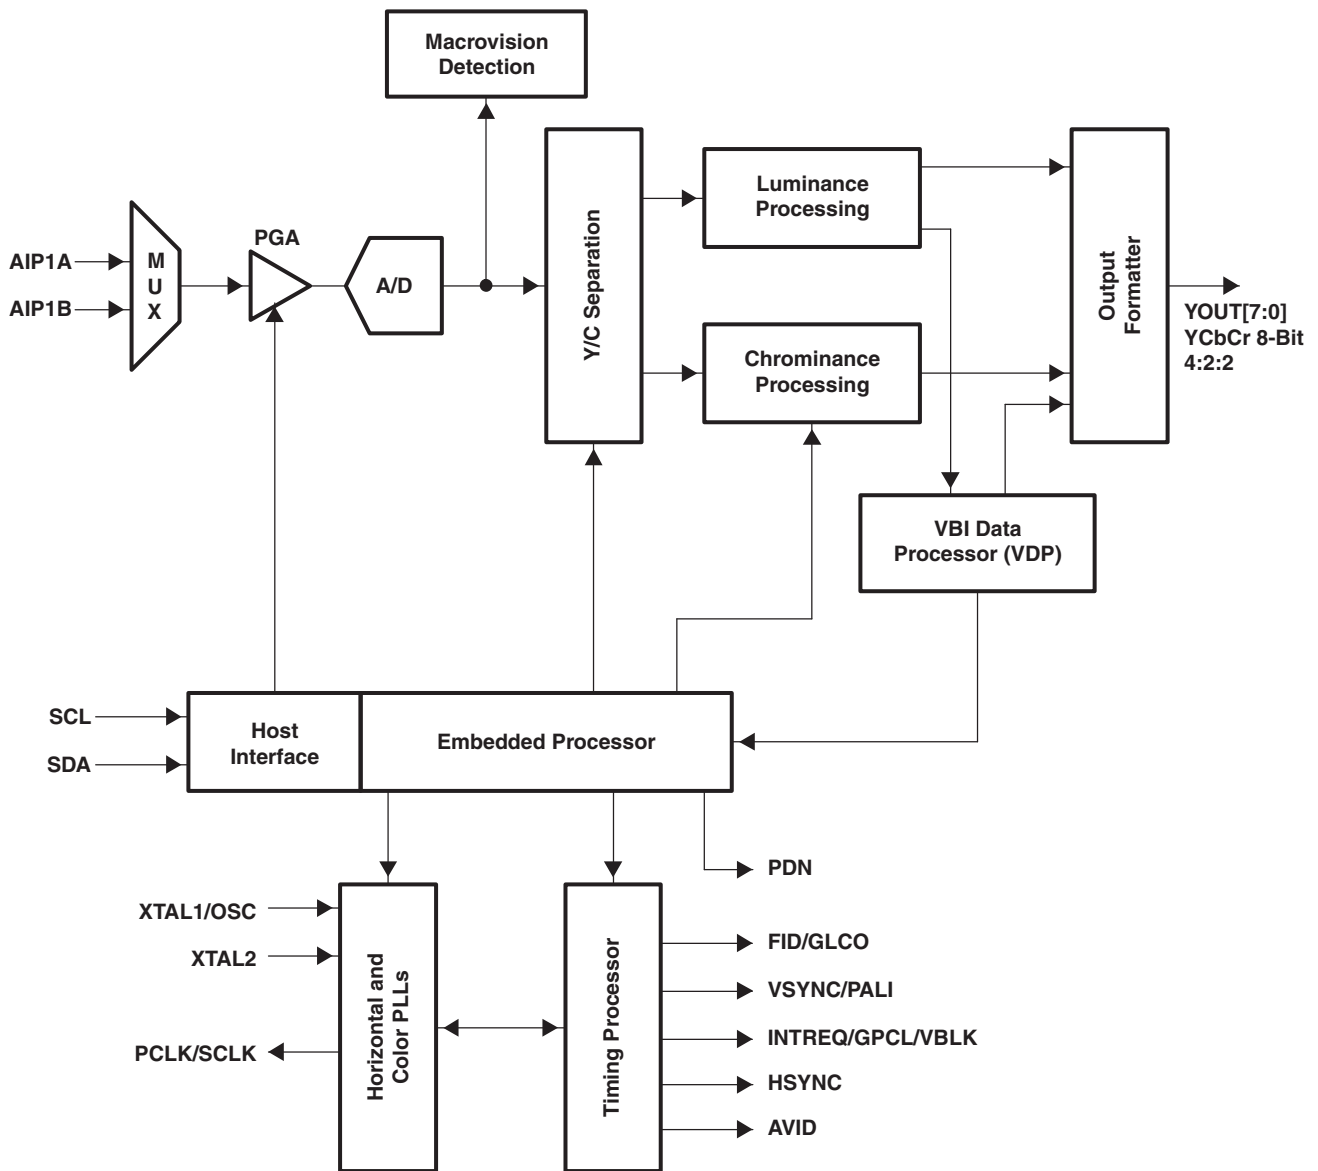 Macrovision
Detection
Y/C Separation
Luminance
Processing
Output
Formatter
PGA
AIP1A
AIP1B
M
U
X
A/D
YOUT[7:0]
YCbCr 8-Bit
4:2:2
Chrominance
Processing
VBI Data
Processor (VDP)
SCL
SDA
Host
Interface
Embedded Processor
PDN
XTAL1/OSC
XTAL2
PCLK/SCLK
Horizontal and
Color PLLs
Timing Processor
FID/GLCO
VSYNC/PALI
INTREQ/GPCL/VBLK
HSYNC
AVID